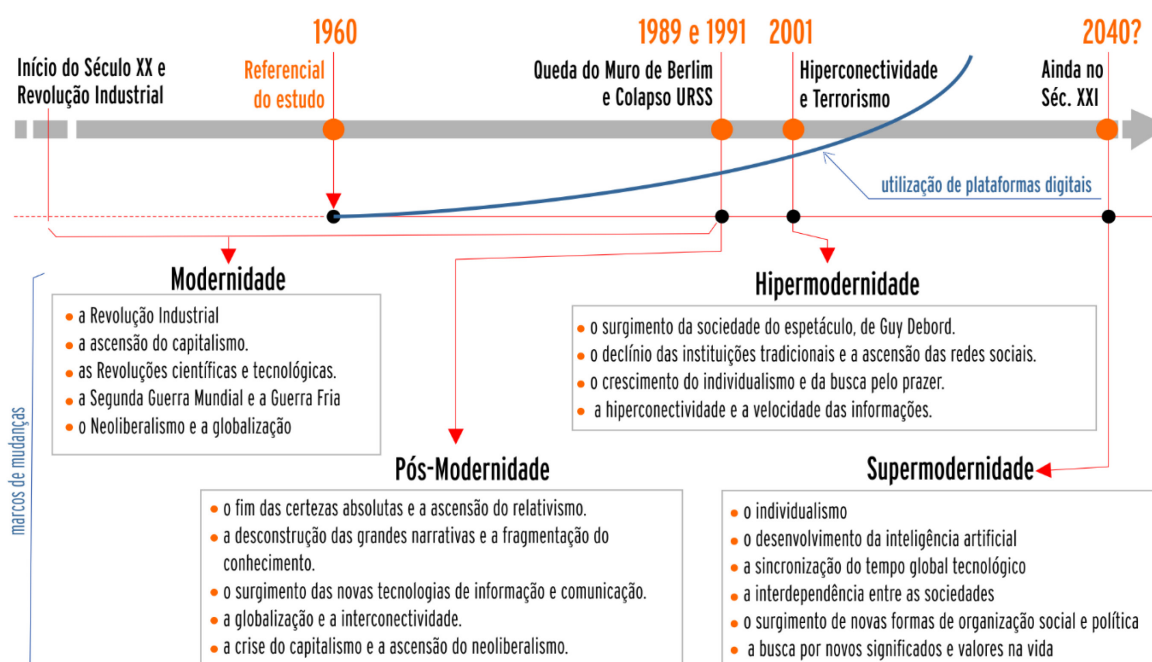 1960
1989 e 1991
2001
2040?
Início do Século XX e
Revolução Industrial
Referencial
do estudo
Queda do Muro de Berlim
e Colapso URSS
Hiperconectividade
e Terrorismo
Ainda no
Séc. XXI
utilização de plataformas digitais
marcos de mudanças
Modernidade
• a Revolução Industrial
• a ascensão do capitalismo.
• as Revoluções científicas e tecnológicas.
• a Segunda Guerra Mundial e a Guerra Fria
• o Neoliberalismo e a globalização
Hipermodernidade
• o surgimento da sociedade do espetáculo, de Guy Debord.
• o declínio das instituições tradicionais e a ascensão das redes sociais.
• o crescimento do individualismo e da busca pelo prazer.
• a hiperconectividade e a velocidade das informações.
Pós-Modernidade
• o fim das certezas absolutas e a ascensão do relativismo.
• a desconstrução das grandes narrativas e a fragmentação do
conhecimento.
• o surgimento das novas tecnologias de informação e comunicação.
• a globalização e a interconectividade.
• a crise do capitalismo e a ascensão do neoliberalismo.
Supermodernidade
• o individualismo
• o desenvolvimento da inteligência artificial
• a sincronização do tempo global tecnológico
• a interdependência entre as sociedades
• o surgimento de novas formas de organização social e política
• a busca por novos significados e valores na vida